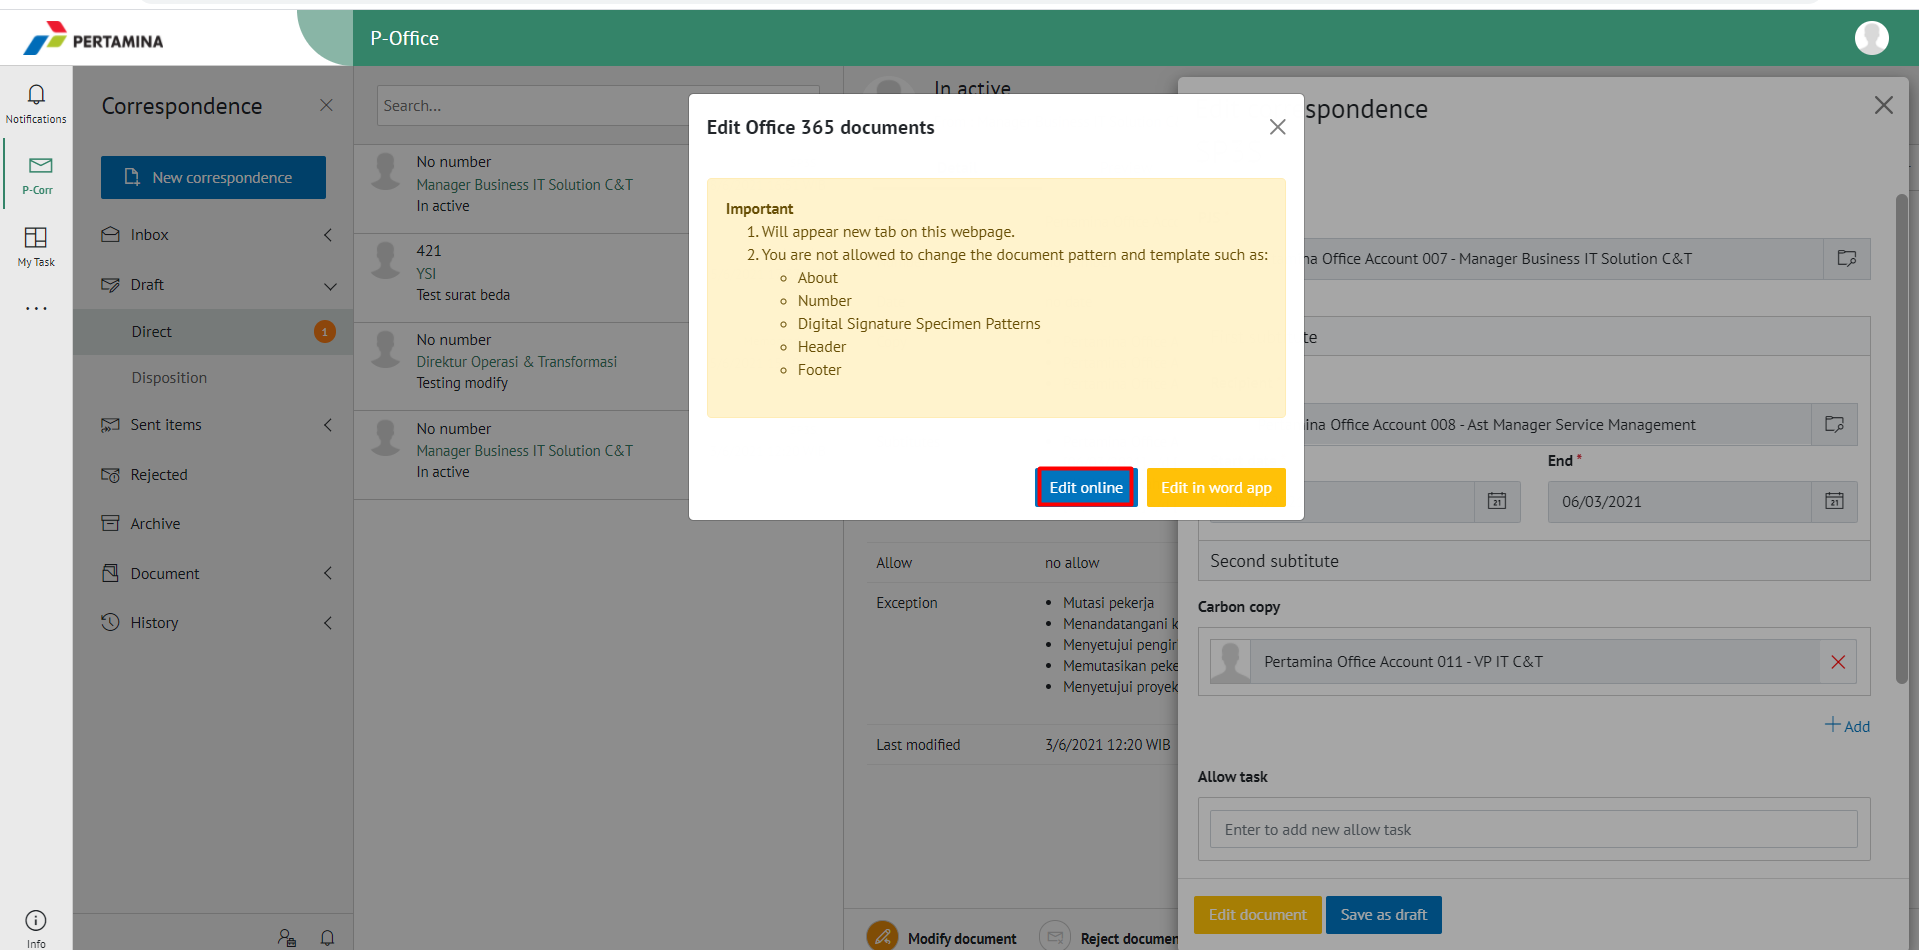 PERTAMINA
P-Office
Notifications
P-Corr
My Task
Info
Correspondence
New correspondence
Inbox
Draft
Direct
1
Disposition
Sent items
Rejected
Archive
Document
History
Search...
No number
Manager Business IT Solution C&T
In active
421
YSI
Test surat beda
No number
Direktur Operasi & Transformasi
Testing modify
No number
Manager Business IT Solution C&T
In active
In active
Allow no allow
Exception
• Mutasi pekerja
• Menandatangani k
• Menyetujui pengir
• Memutasikan peke
• Menyetujui proyek
Last modified 3/6/2021 12:20 WIB
Modify document
Reject documen
Edit Office 365 documents
Important
1. Will appear new tab on this webpage.
2. You are not allowed to change the document pattern and template such as:
About
Number
Digital Signature Specimen Patterns
Header
Footer
Edit online
Edit in word app
spondence
na Office Account 007 - Manager Business IT Solution C&T
te
ina Office Account 008 - Ast Manager Service Management
End *
21
06/03/2021
21
Second subtitute
Carbon copy
Pertamina Office Account 011 - VP IT C&T
Add
Allow task
Enter to add new allow task
Edit document
Save as draft